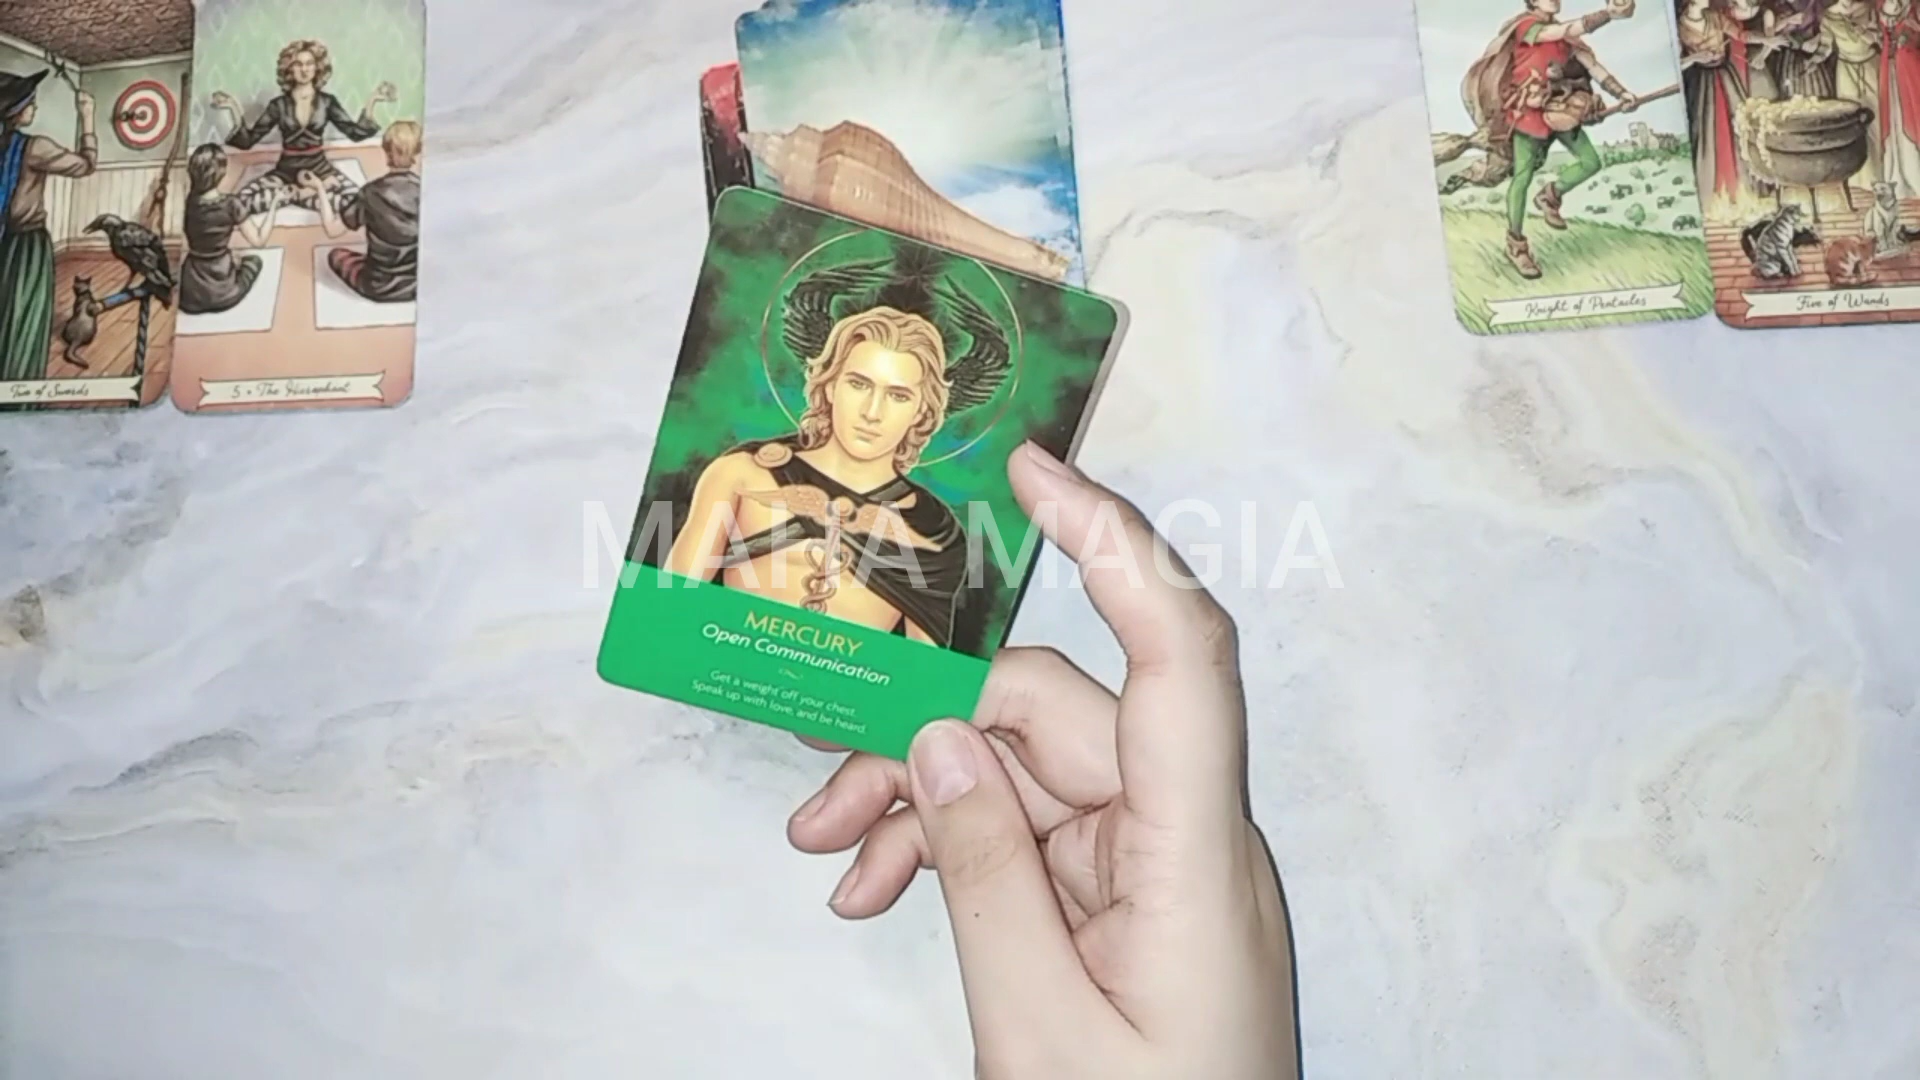 Two of Swords
5 • The Hierophant
Knight of Pentacles
Five of Wands
MAHA MAGIA
MERCURY
Open Communication
Get a weight off your chest.
Speak up with love, and be heard.